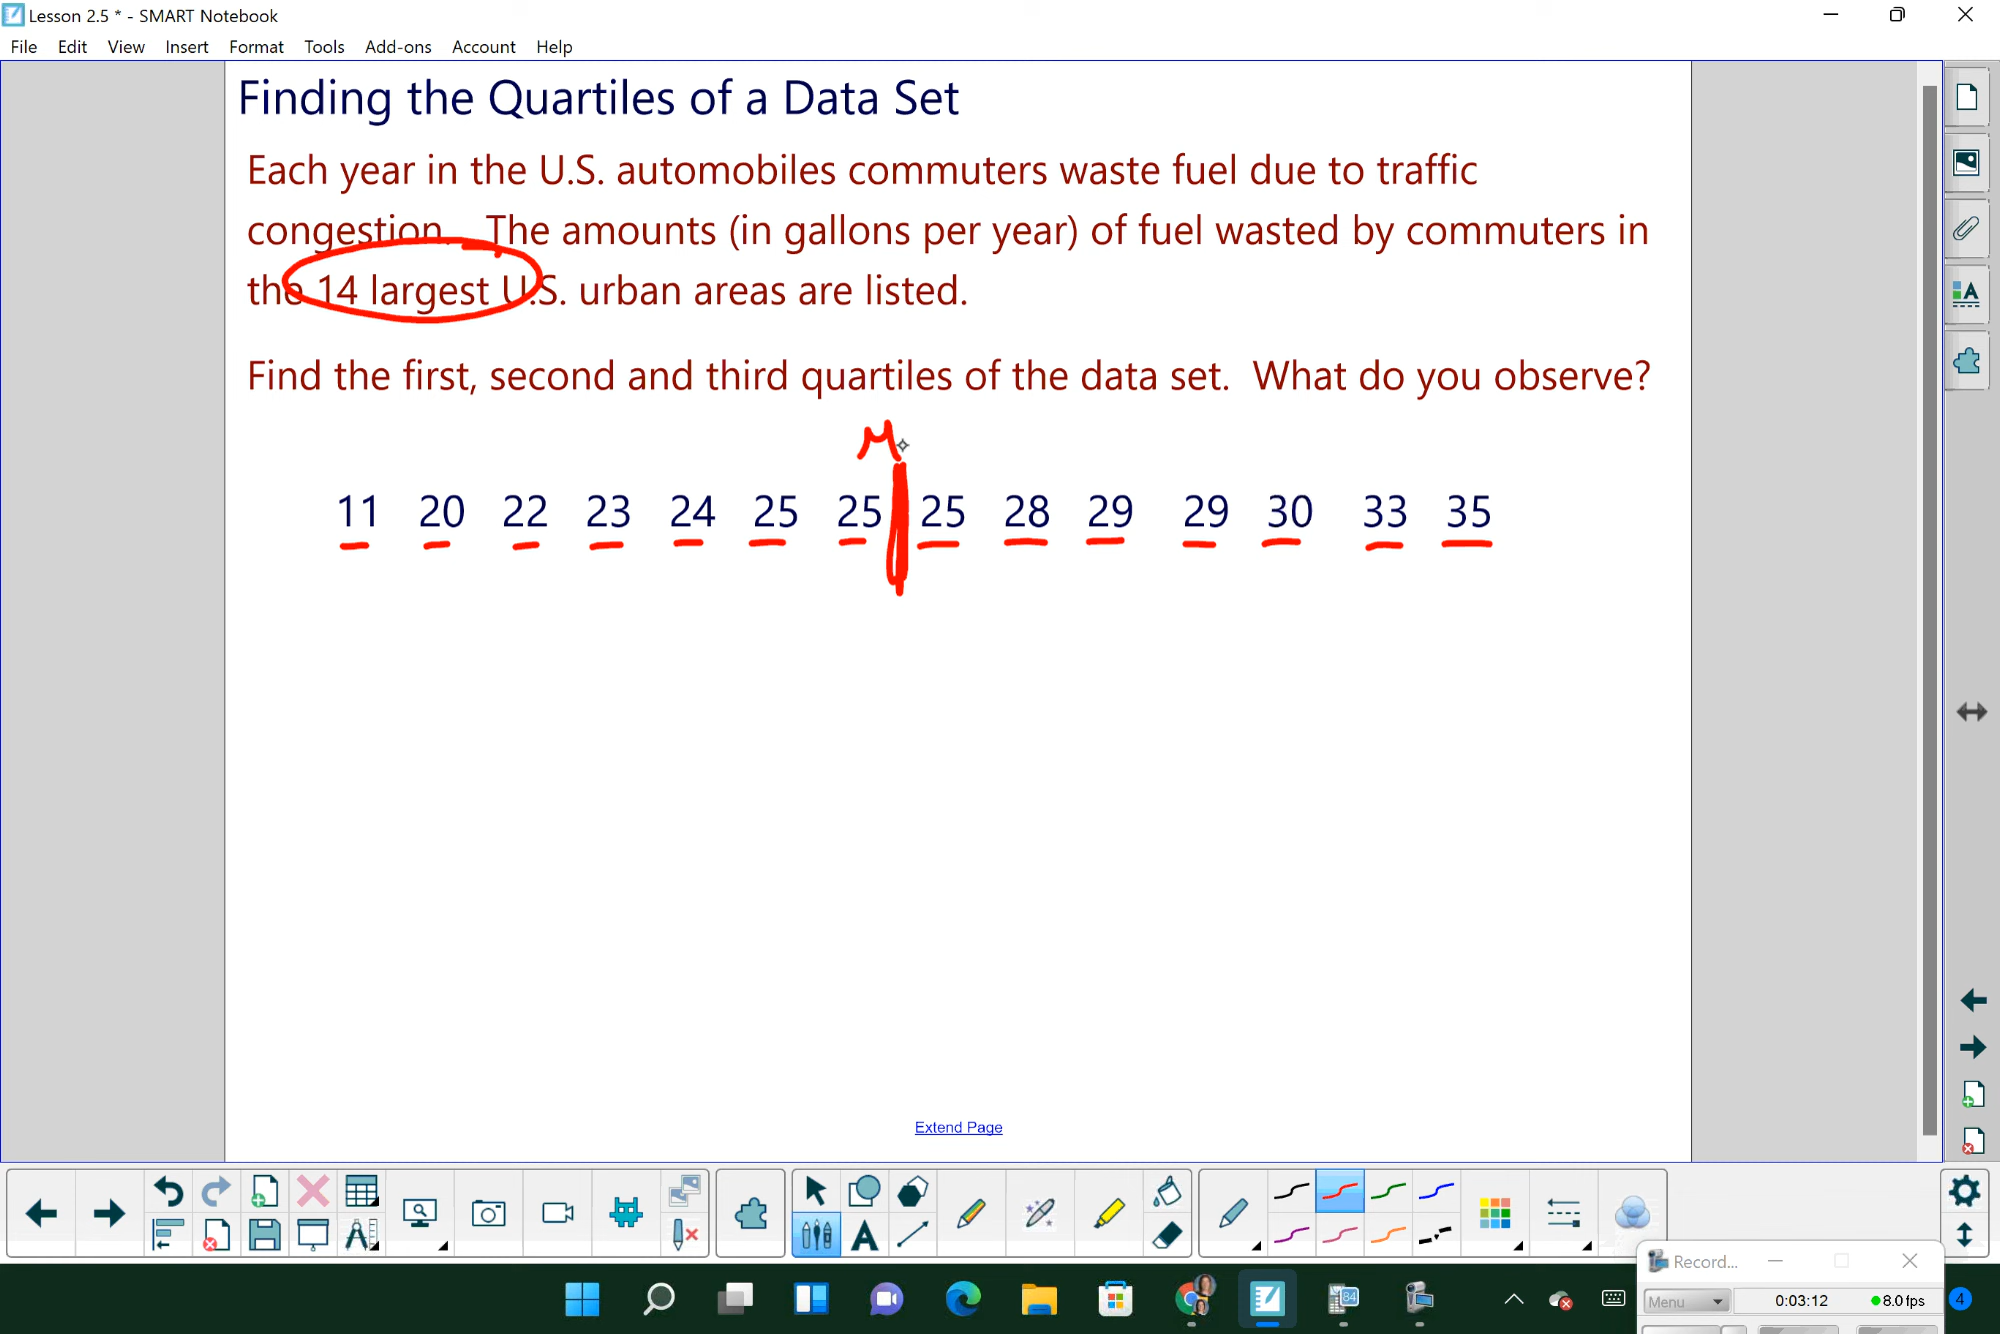 Lesson 2.5 * - SMART Notebook
File Edit View Insert Format Tools Add-ons Account Help
Finding the Quartiles of a Data Set
Each year in the U.S. automobiles commuters waste fuel due to traffic
congestion. The amounts (in gallons per year) of fuel wasted by commuters in
the 14 largest U.S. urban areas are listed.
Find the first, second and third quartiles of the data set. What do you observe?
M
11 20 22 23 24 25 25 25 28 29 29 30 33 35
Extend Page
Record...
Menu 0:03:12 8.0 fps 4
84